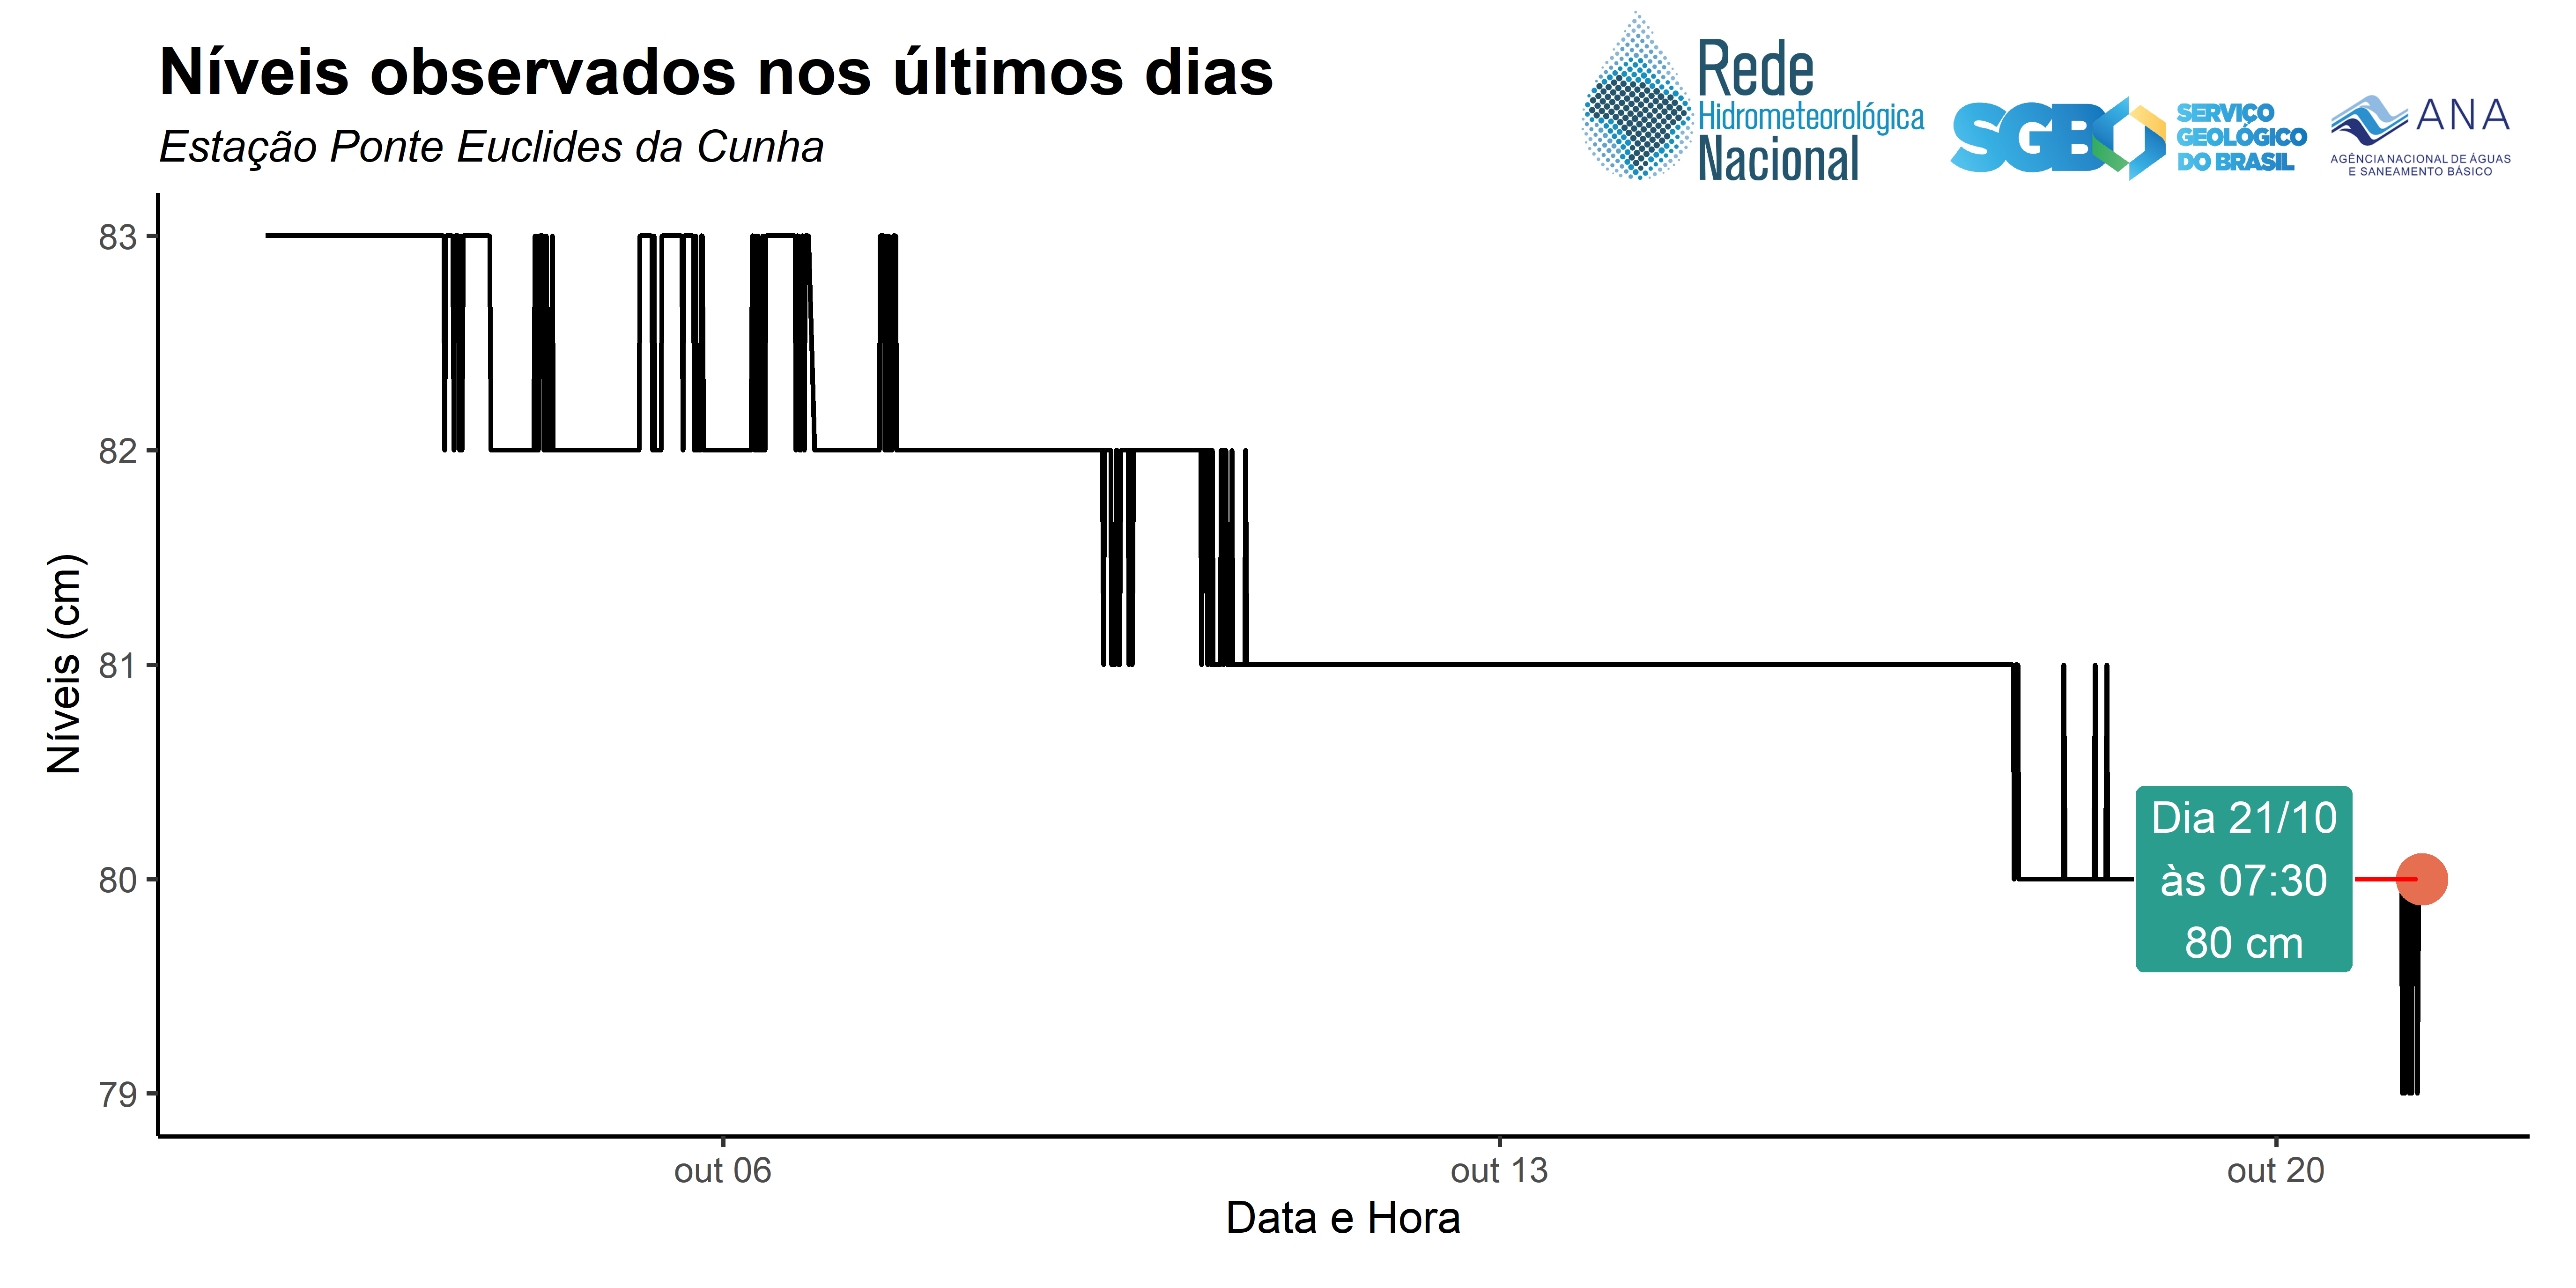 Níveis observados nos últimos dias
Estação Ponte Euclides da Cunha
Rede
Hidrometeorológica
Nacional
SGB
SERVIÇO
GEOLÓGICO
DO BRASIL
ANA
AGÊNCIA NACIONAL DE ÁGUAS
E SANEAMENTO BÁSICO
Níveis (cm)
83
82
81
80
79
Dia 21/10
às 07:30
80 cm
out 06
out 13
out 20
Data e Hora